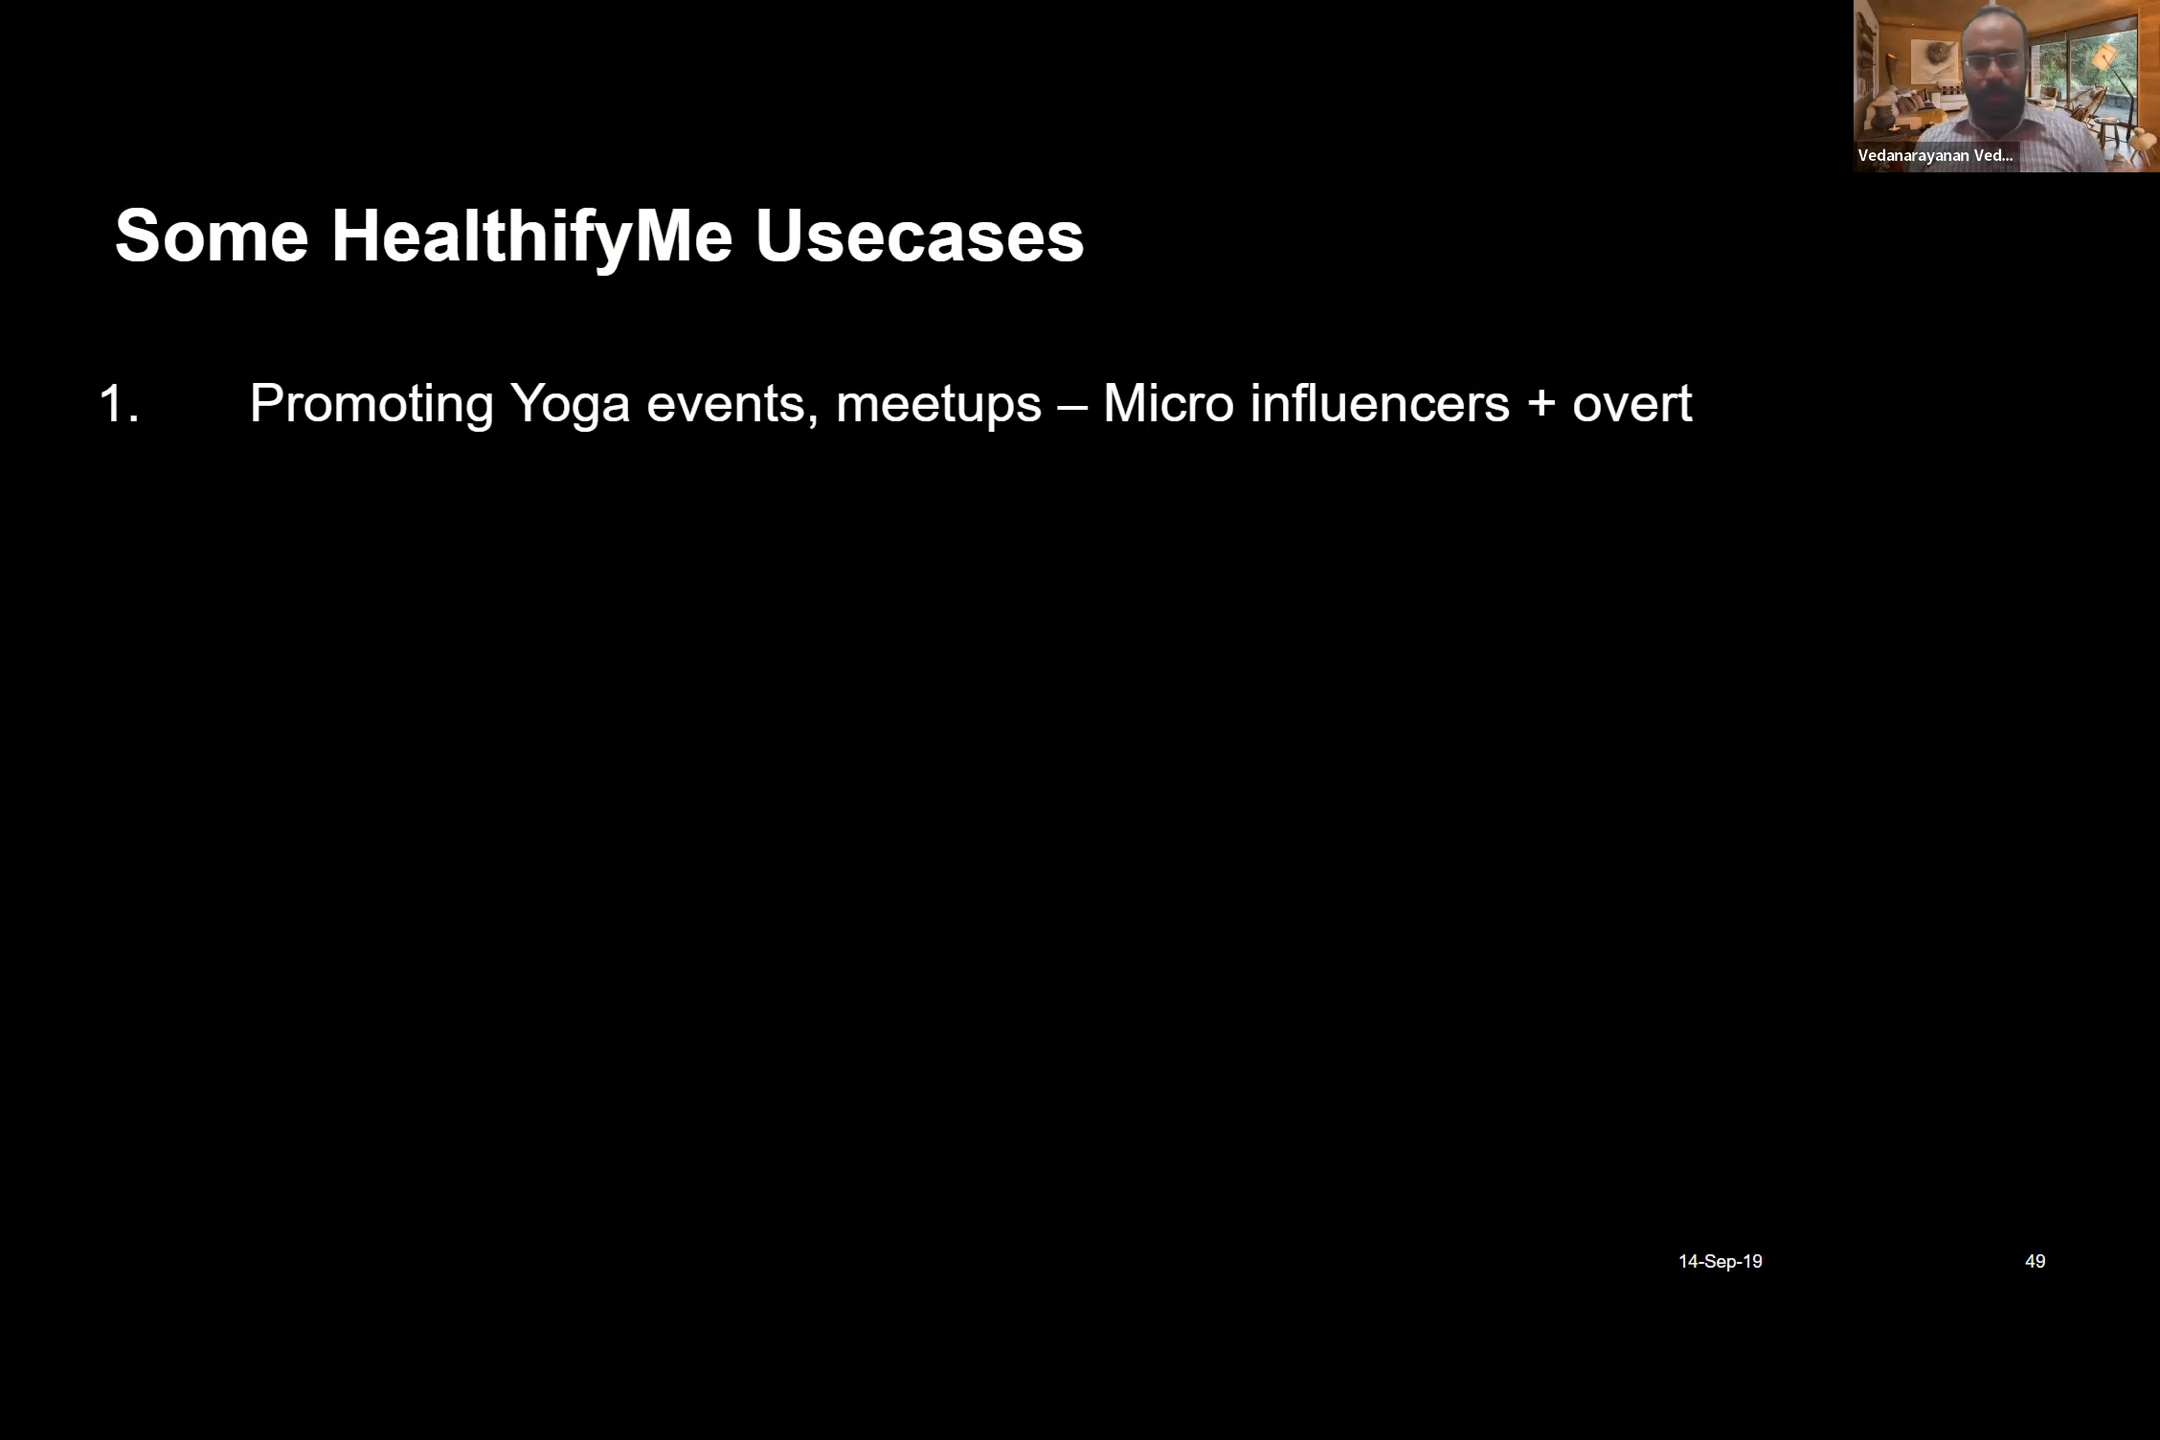 Vedanarayanan Ved...
Some HealthifyMe Usecases
1. Promoting Yoga events, meetups – Micro influencers + overt
14-Sep-19 49